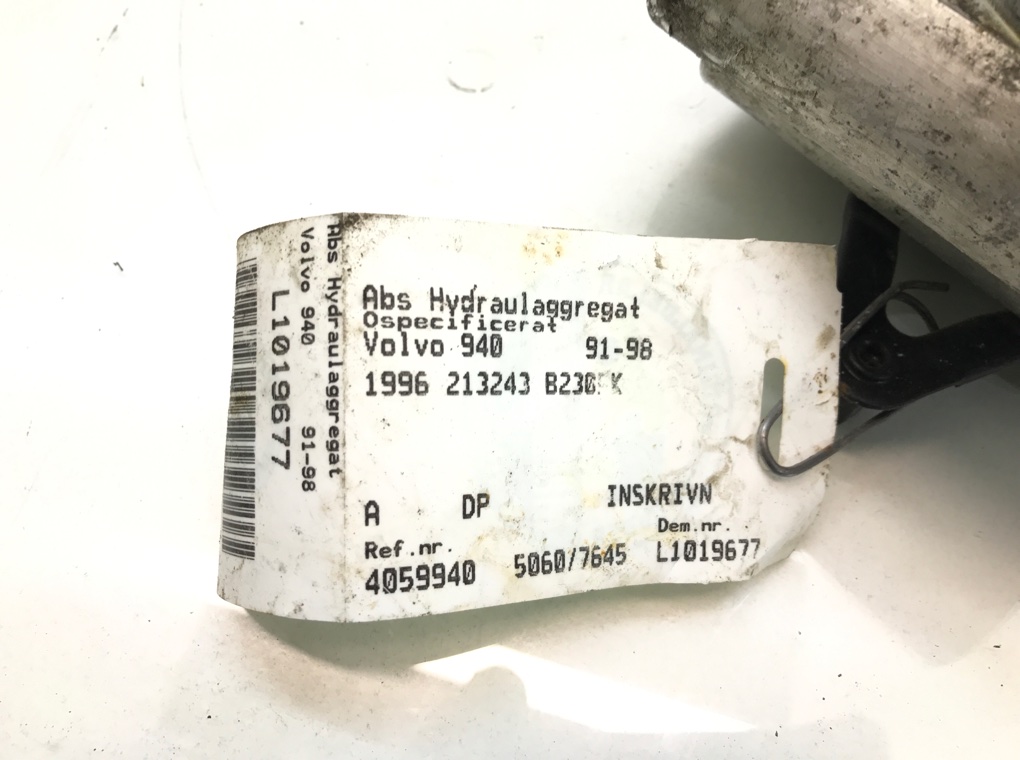 Abs Hydraulaggregat
Ospecificerat
Volvo 940 91-98
1996 213243 B230FK
A DP INSKRIVN
Ref.nr. Dem.nr.
4059940 5060/7645 L1019677
Abs Hydraulaggregat
Volvo 940 91-98
L1019677